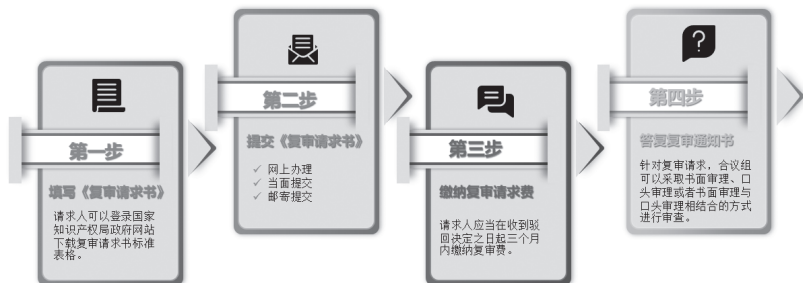 第一步
填写《复审请求书》
请求人可以登录国家
知识产权局政府网站
下载复审请求书标准
表格。
第二步
提交《复审请求书》
✓ 网上办理
✓ 当面提交
✓ 邮寄提交
第三步
缴纳复审请求费
请求人应当在收到驳
回决定之日起三个月
内缴纳复审费。
第四步
答复复审通知书
针对复审请求，合议组
可以采取书面审理、口
头审理或者书面审理与
口头审理相结合的方式
进行审查。